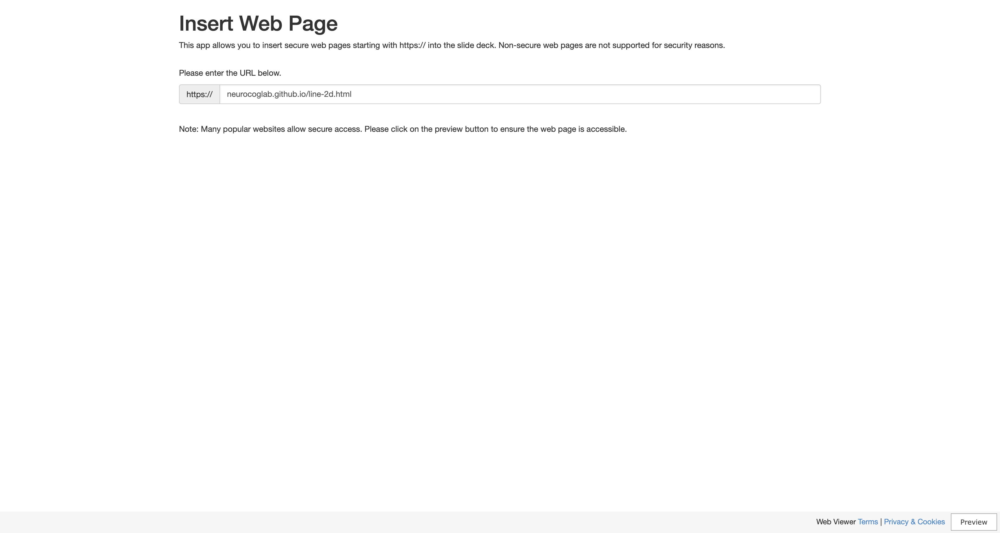 Insert Web Page
This app allows you to insert secure web pages starting with https:// into the slide deck. Non-secure web pages are not supported for security reasons.
Please enter the URL below.
https:// neurocoglab.github.io/line-2d.html
Note: Many popular websites allow secure access. Please click on the preview button to ensure the web page is accessible.
Web Viewer Terms | Privacy & Cookies Preview